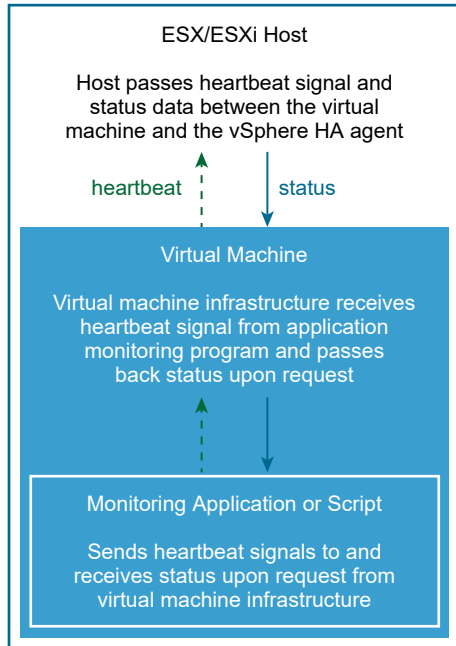 ESX/ESXi Host
Host passes heartbeat signal and
status data between the virtual
machine and the vSphere HA agent
heartbeat
status
Virtual Machine
Virtual machine infrastructure receives
heartbeat signal from application
monitoring program and passes
back status upon request
Monitoring Application or Script
Sends heartbeat signals to and
receives status upon request from
virtual machine infrastructure